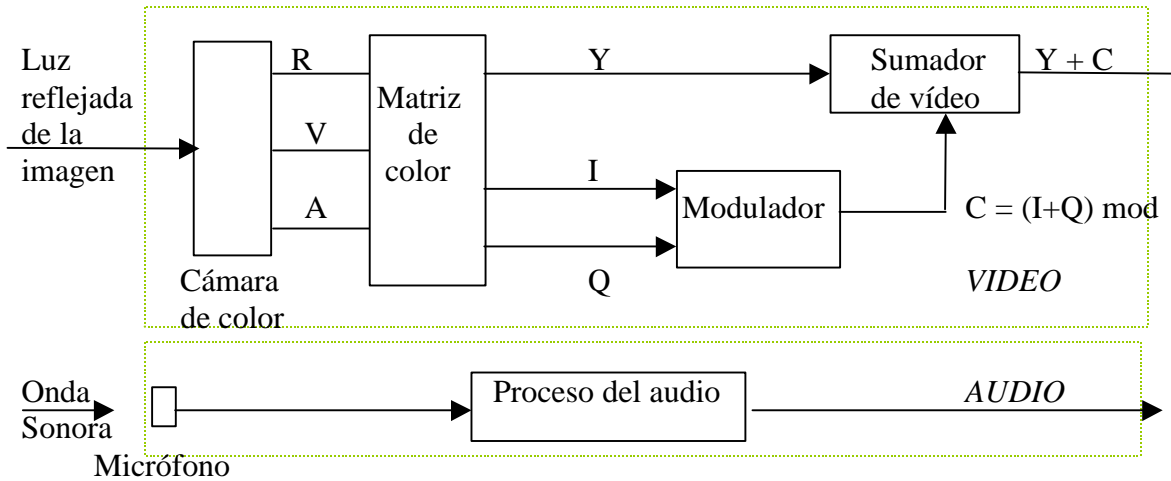 Luz
reflejada
de la
imagen
Cámara
de color
R
V
A
Matriz
de
color
Y
I
Q
Modulador
Sumador
de vídeo
Y + C
C = (I+Q) mod
VIDEO
Onda
Sonora
Micrófono
Proceso del audio
AUDIO